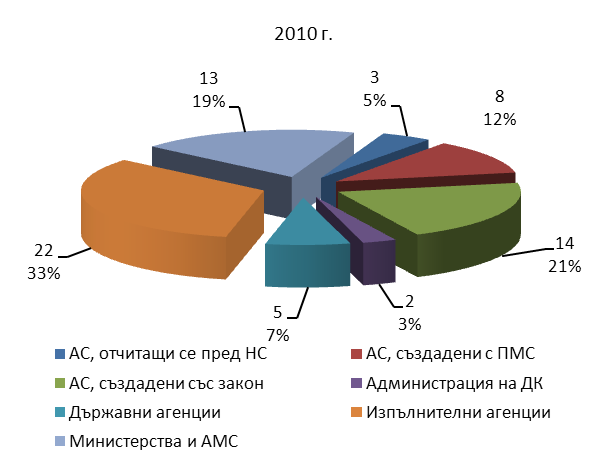 2010 г.
13
19%
3
5%
8
12%
14
21%
2
3%
5
7%
22
33%
АС, отчитащи се пред НС
АС, създадени с ПМС
АС, създадени със закон
Администрация на ДК
Държавни агенции
Изпълнителни агенции
Министерства и АМС